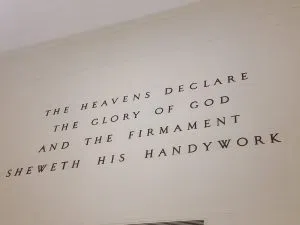 THE HEAVENS DECLARE
THE GLORY OF GOD
AND THE FIRMAMENT
SHEWETH HIS HANDYWORK